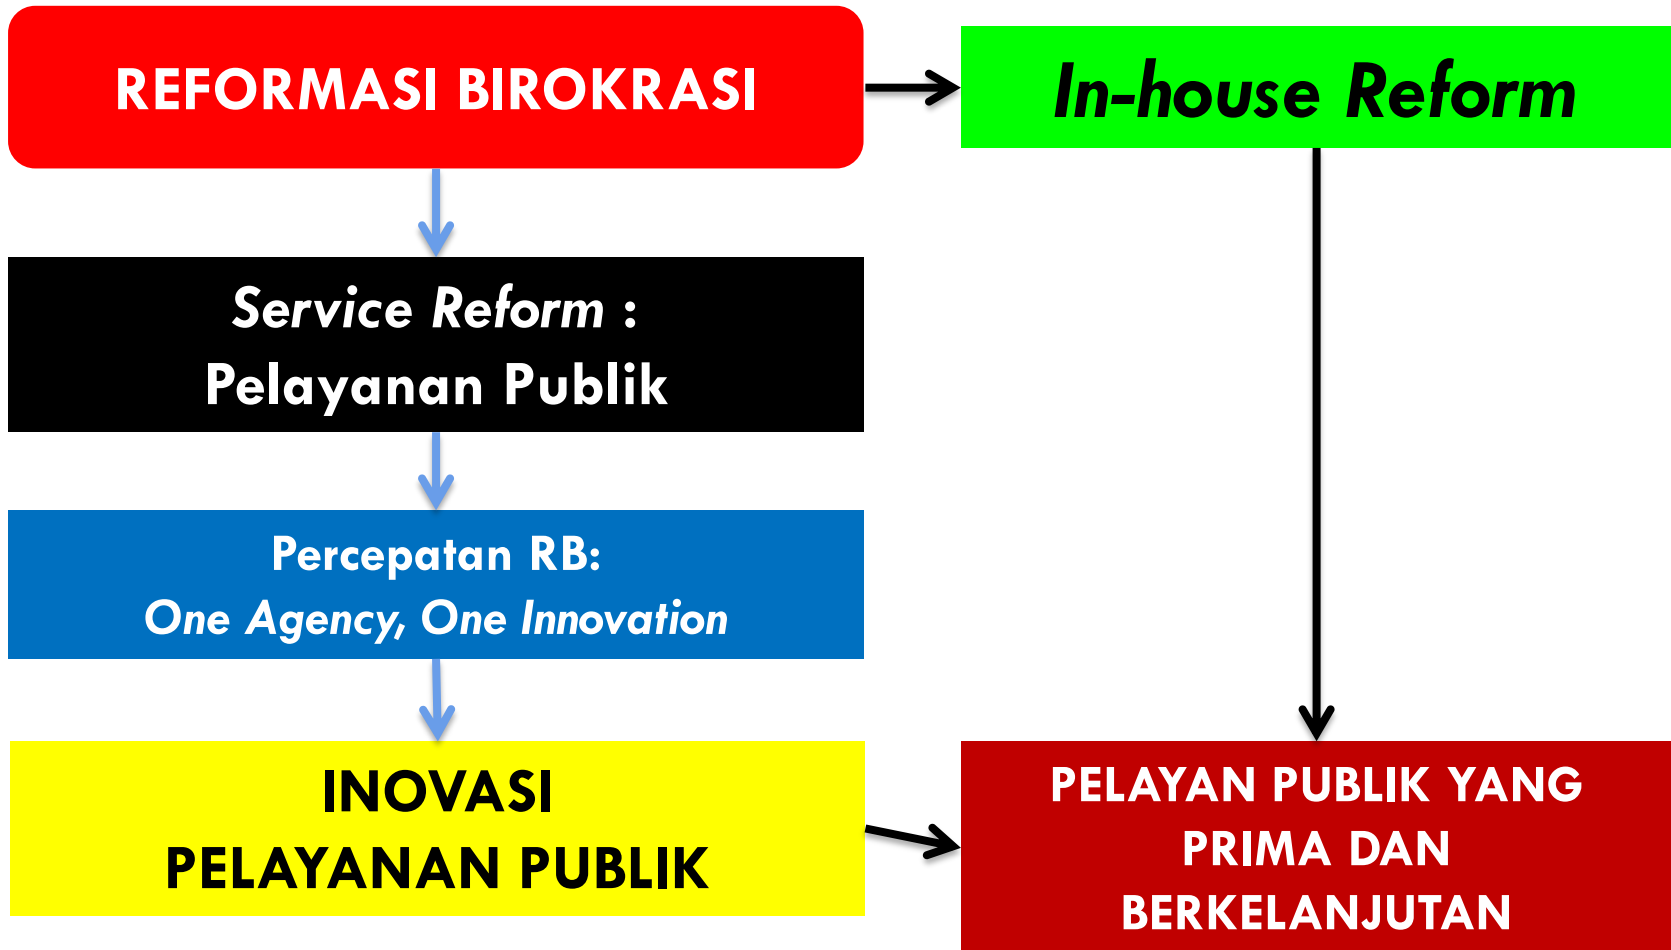 REFORMASI BIROKRASI
In-house Reform
Service Reform :
Pelayanan Publik
Percepatan RB:
One Agency, One Innovation
INOVASI
PELAYANAN PUBLIK
PELAYAN PUBLIK YANG
PRIMA DAN
BERKELANJUTAN